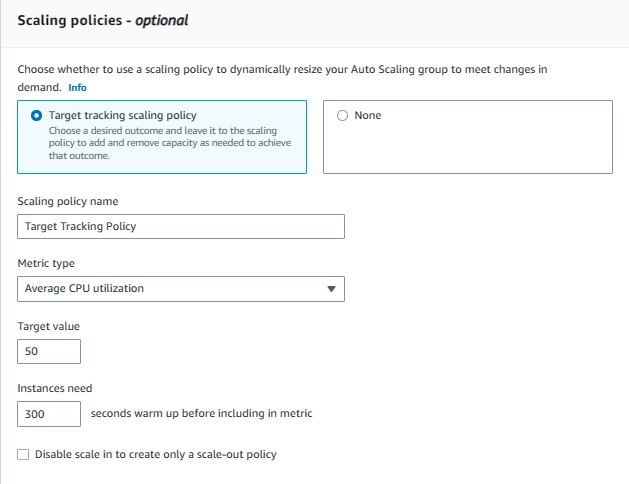 Scaling policies - optional
Choose whether to use a scaling policy to dynamically resize your Auto Scaling group to meet changes in
demand. Info
Target tracking scaling policy
Choose a desired outcome and leave it to the scaling
policy to add and remove capacity as needed to achieve
that outcome.
None
Scaling policy name
Target Tracking Policy
Metric type
Average CPU utilization
Target value
50
Instances need
300 seconds warm up before including in metric
Disable scale in to create only a scale-out policy